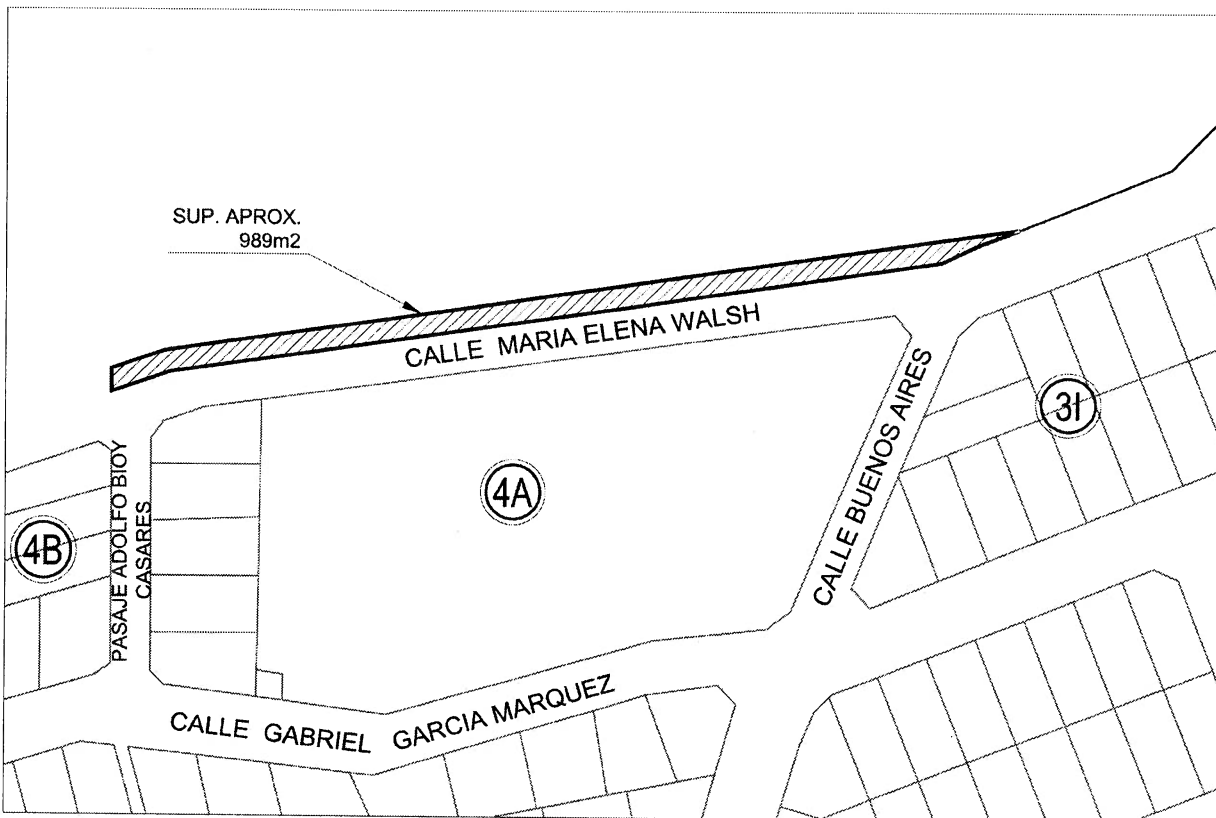 SUP. APROX.
989m2
CALLE MARIA ELENA WALSH
CALLE BUENOS AIRES
3I
4A
4B
PASAJE ADOLFO BIOY
CASARES
CALLE GABRIEL GARCIA MARQUEZ